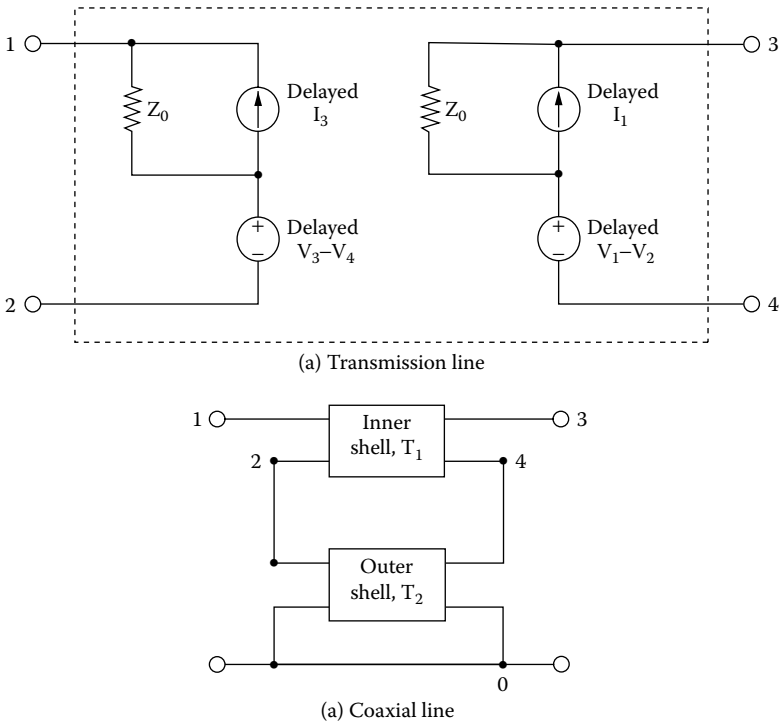 1
3
Z₀
Delayed
I₃
Z₀
Delayed
I₁
+
−
Delayed
V₃–V₄
+
−
Delayed
V₁–V₂
2
4
(a) Transmission line
1
Inner
shell, T₁
3
2
4
Outer
shell, T₂
0
(a) Coaxial line